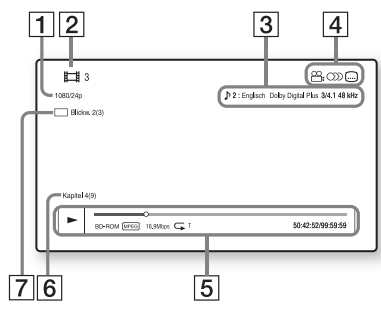 1
2
3
4
3
1080/24p
♪ 2 : Englisch Dolby Digital Plus 3/4.1 48 kHz
Blickw. 2(3)
Kapitel 4(9)
BD-ROM MPEG 16,9Mbps T 50:42:52/99:59:59
7
6
5